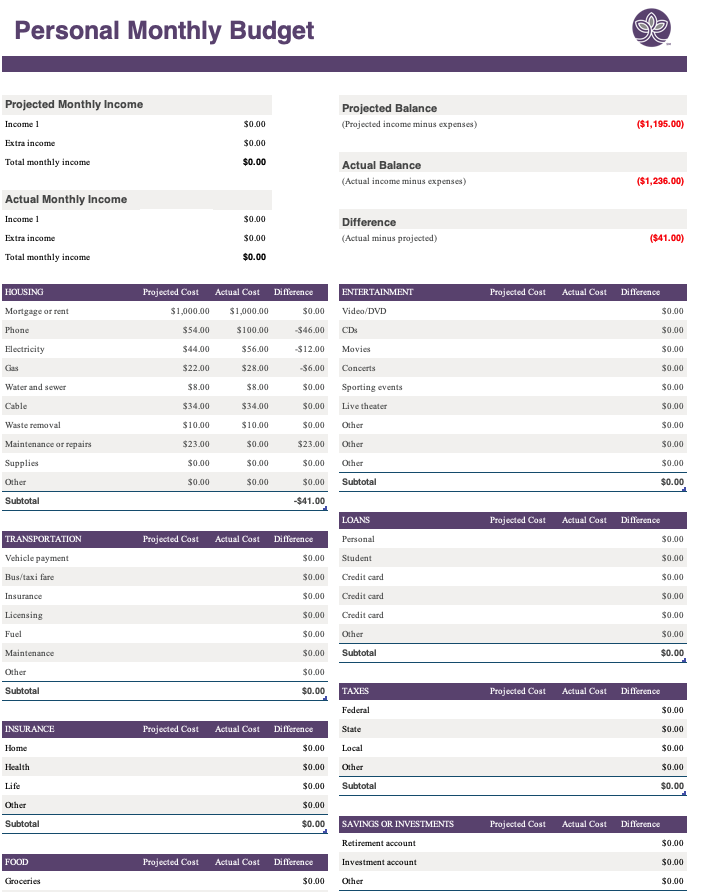 Personal Monthly Budget
Projected Monthly Income
Income 1 $0.00
Extra income $0.00
Total monthly income $0.00
Actual Monthly Income
Income 1 $0.00
Extra income $0.00
Total monthly income $0.00
Projected Balance
(Projected income minus expenses) ($1,195.00)
Actual Balance
(Actual income minus expenses) ($1,236.00)
Difference
(Actual minus projected) ($41.00)
HOUSING Projected Cost Actual Cost Difference
Mortgage or rent $1,000.00 $1,000.00 $0.00
Phone $54.00 $100.00 -$46.00
Electricity $44.00 $56.00 -$12.00
Gas $22.00 $28.00 -$6.00
Water and sewer $8.00 $8.00 $0.00
Cable $34.00 $34.00 $0.00
Waste removal $10.00 $10.00 $0.00
Maintenance or repairs $23.00 $0.00 $23.00
Supplies $0.00 $0.00 $0.00
Other $0.00 $0.00 $0.00
Subtotal -$41.00
TRANSPORTATION Projected Cost Actual Cost Difference
Vehicle payment $0.00
Bus/taxi fare $0.00
Insurance $0.00
Licensing $0.00
Fuel $0.00
Maintenance $0.00
Other $0.00
Subtotal $0.00
INSURANCE Projected Cost Actual Cost Difference
Home $0.00
Health $0.00
Life $0.00
Other $0.00
Subtotal $0.00
FOOD Projected Cost Actual Cost Difference
Groceries $0.00
ENTERTAINMENT Projected Cost Actual Cost Difference
Video/DVD $0.00
CDs $0.00
Movies $0.00
Concerts $0.00
Sporting events $0.00
Live theater $0.00
Other $0.00
Other $0.00
Other $0.00
Subtotal $0.00
LOANS Projected Cost Actual Cost Difference
Personal $0.00
Student $0.00
Credit card $0.00
Credit card $0.00
Credit card $0.00
Other $0.00
Subtotal $0.00
TAXES Projected Cost Actual Cost Difference
Federal $0.00
State $0.00
Local $0.00
Other $0.00
Subtotal $0.00
SAVINGS OR INVESTMENTS Projected Cost Actual Cost Difference
Retirement account $0.00
Investment account $0.00
Other $0.00